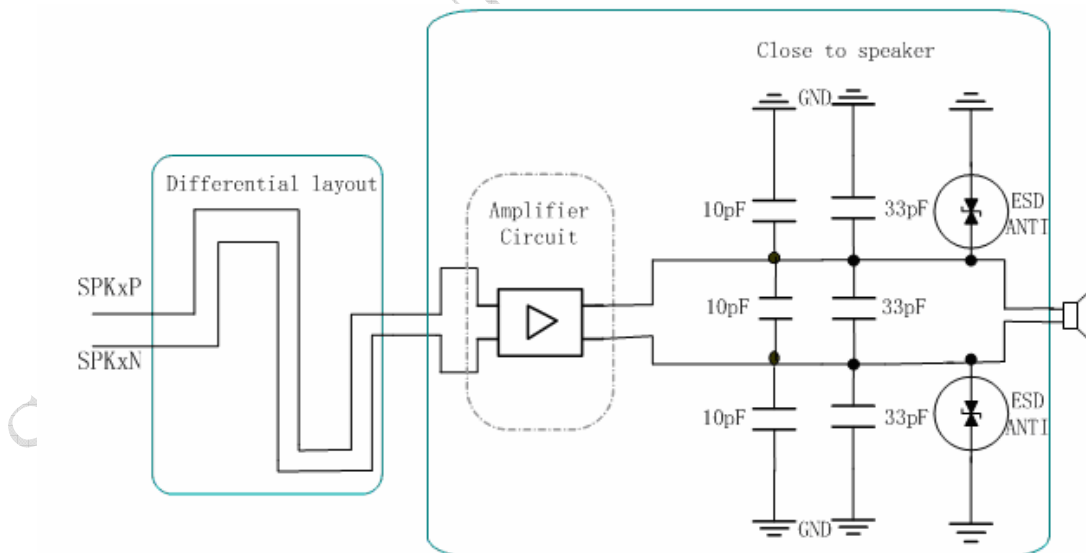 Close to speaker
GND
Differential layout
Amplifier
Circuit
10pF
33pF
ESD
ANTI
SPKxP
10pF
33pF
SPKxN
10pF
33pF
ESD
ANTI
GND